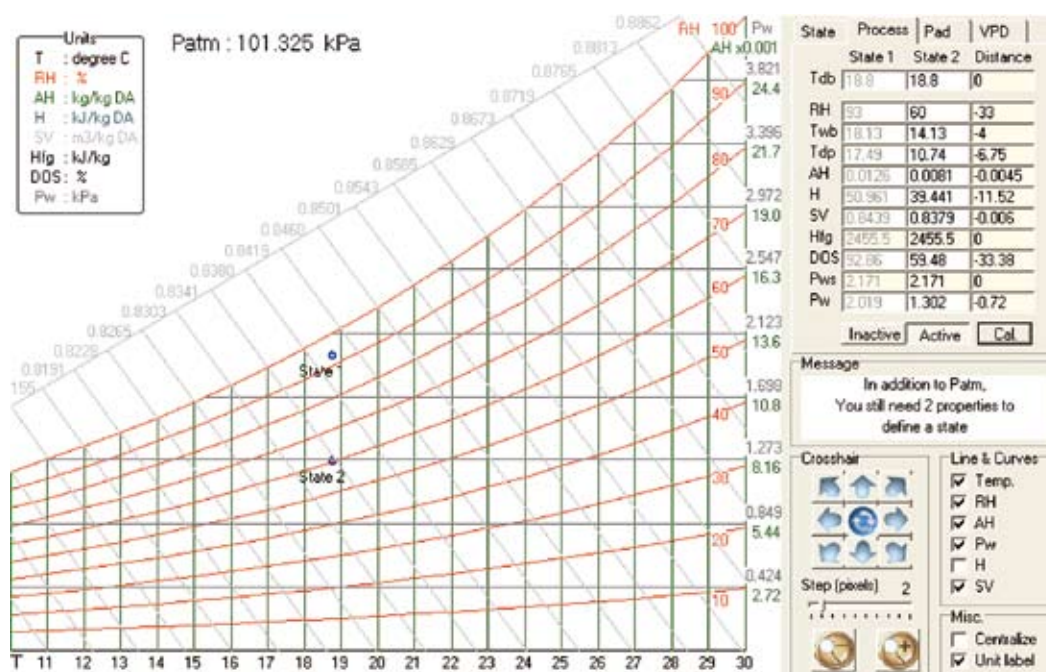 Units
T : degree C
RH : %
AH : kg/kg DA
H : kJ/kg DA
SV : m3/kg DA
Hfg : kJ/kg
DOS : %
Pw : kPa
Patm : 101.325 kPa
0.8862
0.8813
0.8765
0.8719
0.8673
0.8629
0.8585
0.8543
0.8501
0.8460
0.8419
0.8380
0.8341
0.8303
0.8265
0.8228
0.8191
155
RH 100 Pw
AH x0.001
3.821
90 24.4
3.396
80 21.7
2.972
70 19.0
2.547
60 16.3
2.123
50 13.6
1.698
40 10.8
1.273
30 8.16
0.849
20 5.44
0.424
10 2.72
State 1
State 2
T 11 12 13 14 15 16 17 18 19 20 21 22 23 24 25 26 27 28 29 30
State Process Pad VPD
State 1 State 2 Distance
Tdb 18.8 18.8 0
RH 93 60 -33
Twb 18.13 14.13 -4
Tdp 17.49 10.74 -6.75
AH 0.0126 0.0081 -0.0045
H 50.961 39.441 -11.52
SV 0.8439 0.8379 -0.006
Hfg 2455.5 2455.5 0
DOS 92.86 59.48 -33.38
Pws 2.171 2.171 0
Pw 2.019 1.302 -0.72
Inactive Active Cal.
Message
In addition to Patm,
You still need 2 properties to
define a state
Crosshair
Step (pixels) 2
Line & Curves
Temp.
RH
AH
Pw
H
SV
Misc.
Centralize
Unit label